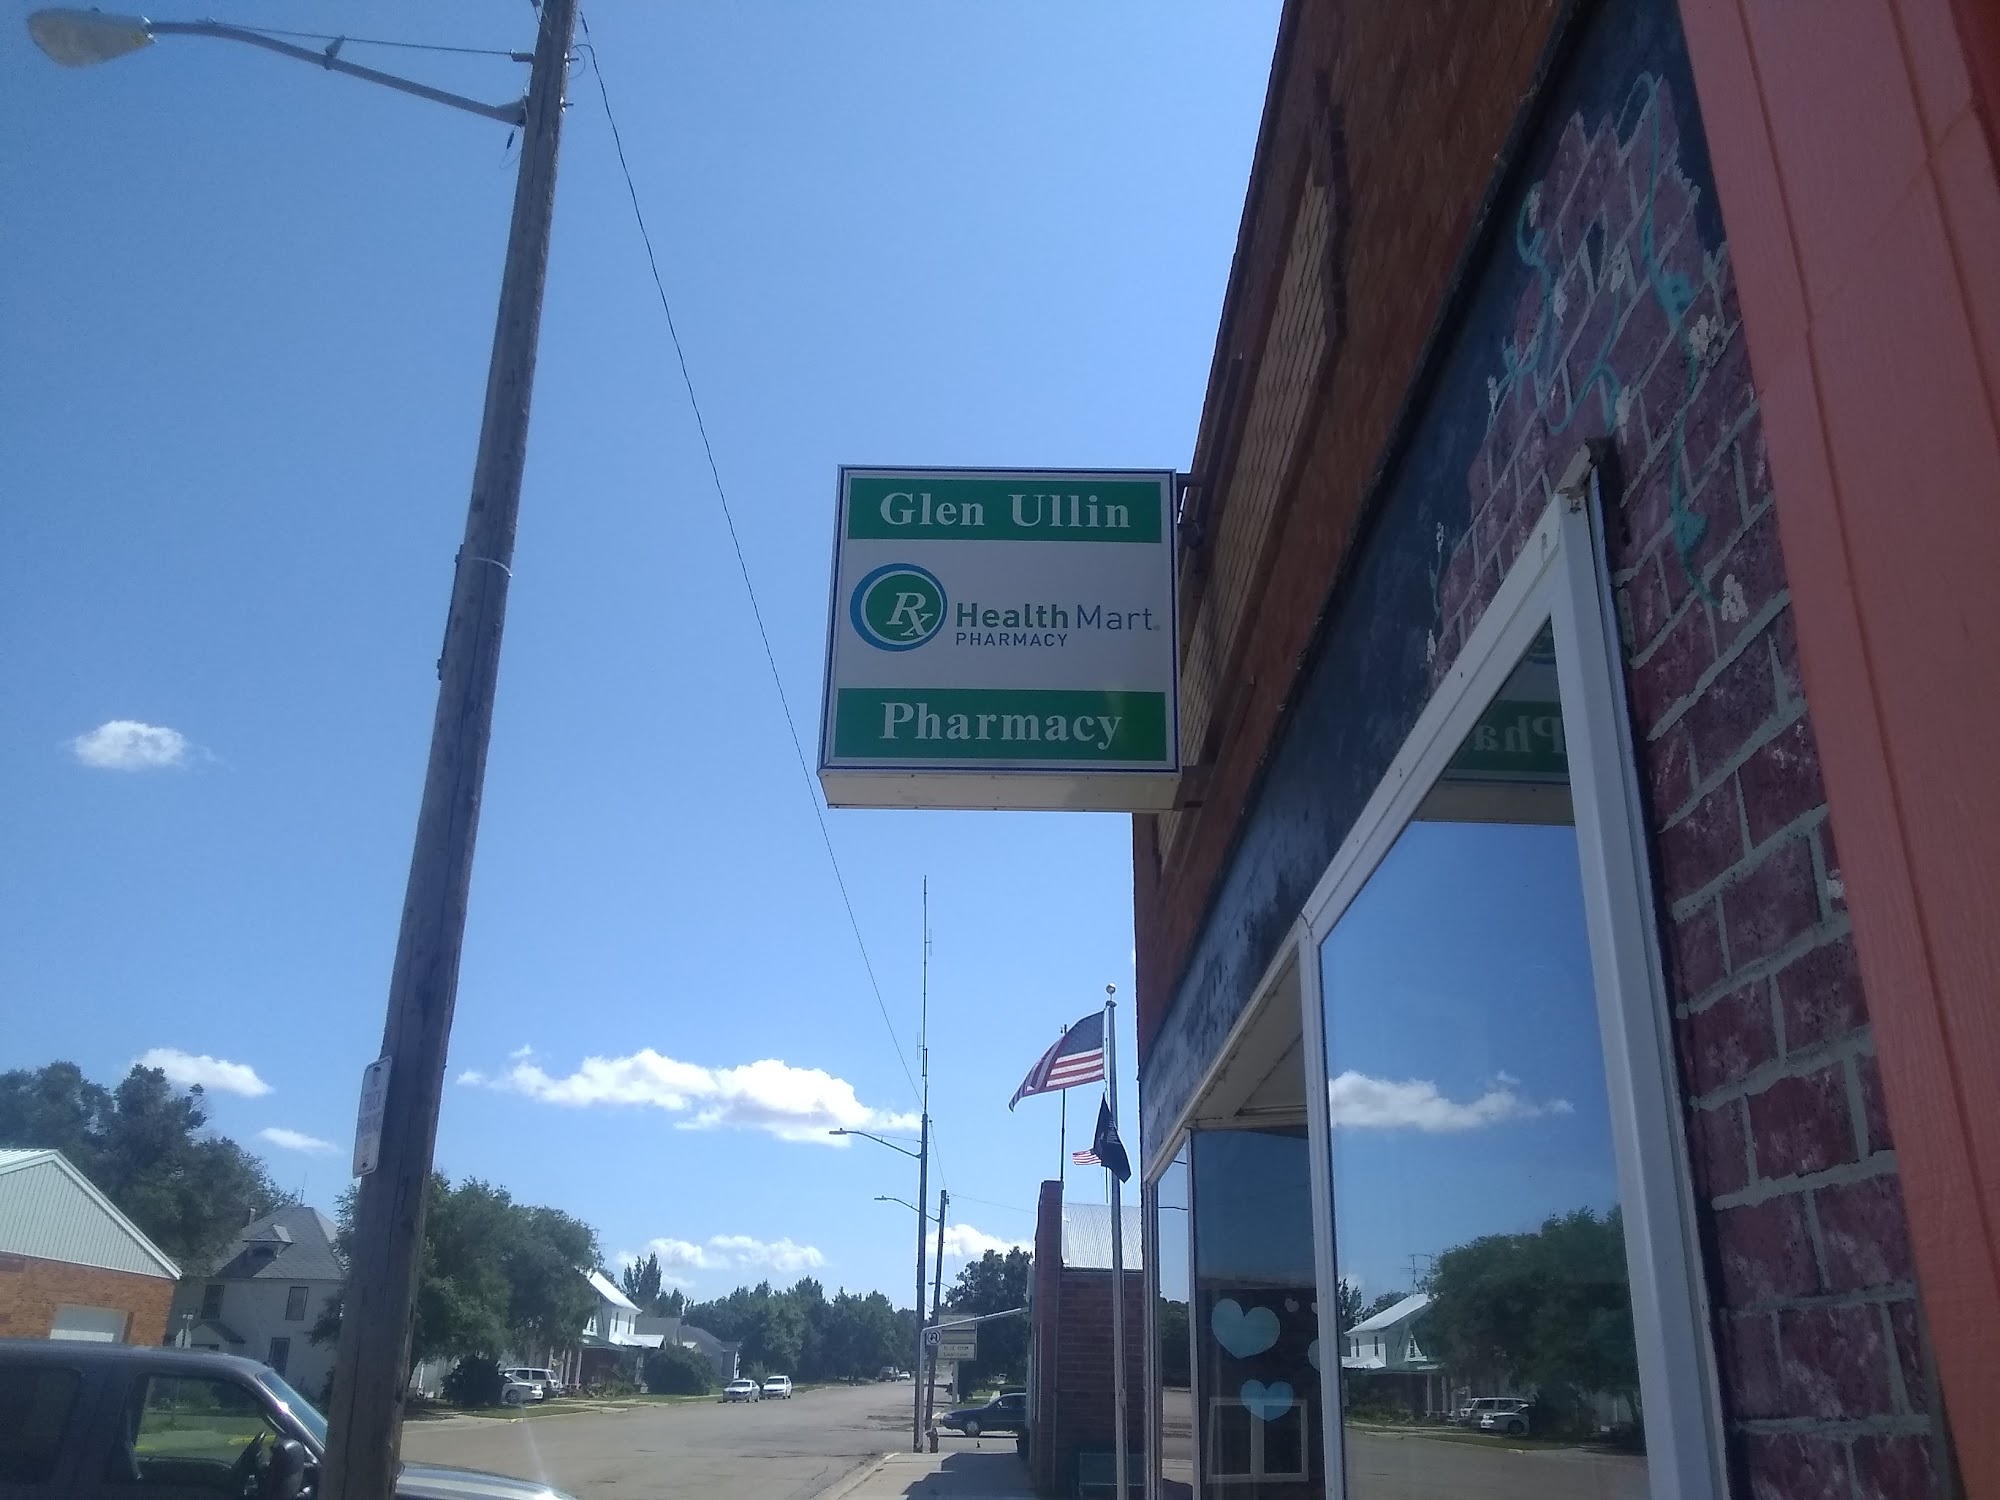 Glen Ullin
Rx
Health Mart
PHARMACY
Pharmacy